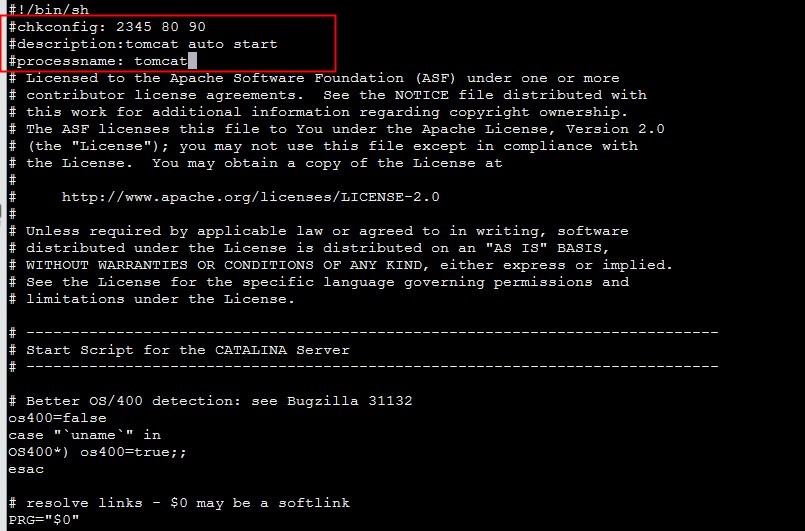 #!/bin/sh
#chkconfig: 2345 80 90
#description:tomcat auto start
#processname: tomcat
# Licensed to the Apache Software Foundation (ASF) under one or more
# contributor license agreements.  See the NOTICE file distributed with
# this work for additional information regarding copyright ownership.
# The ASF licenses this file to You under the Apache License, Version 2.0
# (the "License"); you may not use this file except in compliance with
# the License.  You may obtain a copy of the License at
#
#     http://www.apache.org/licenses/LICENSE-2.0
#
# Unless required by applicable law or agreed to in writing, software
# distributed under the License is distributed on an "AS IS" BASIS,
# WITHOUT WARRANTIES OR CONDITIONS OF ANY KIND, either express or implied.
# See the License for the specific language governing permissions and
# limitations under the License.
# -----------------------------------------------------------------------------
# Start Script for the CATALINA Server
# -----------------------------------------------------------------------------
# Better OS/400 detection: see Bugzilla 31132
os400=false
case "`uname`" in
OS400*) os400=true;;
esac
# resolve links - $0 may be a softlink
PRG="$0"